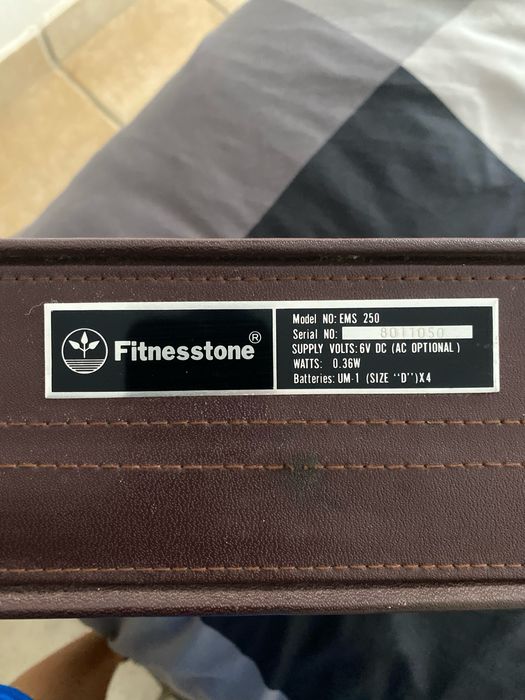 Fitnesstone®
Model NO: EMS 250
Serial NO: 8011050
SUPPLY VOLTS: 6V DC (AC OPTIONAL)
WATTS: 0.36W
Batteries: UM-1 (SIZE "D") X4